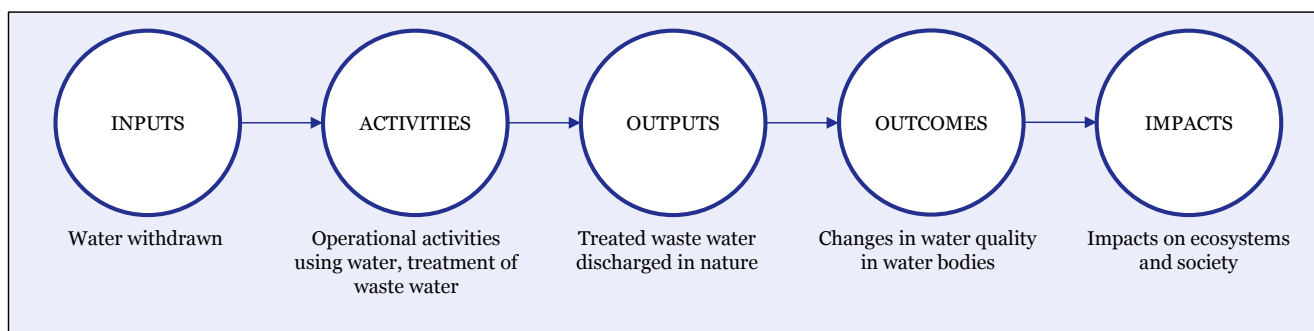 INPUTS
ACTIVITIES
OUTPUTS
OUTCOMES
IMPACTS
Water withdrawn
Operational activities
using water, treatment of
waste water
Treated waste water
discharged in nature
Changes in water quality
in water bodies
Impacts on ecosystems
and society